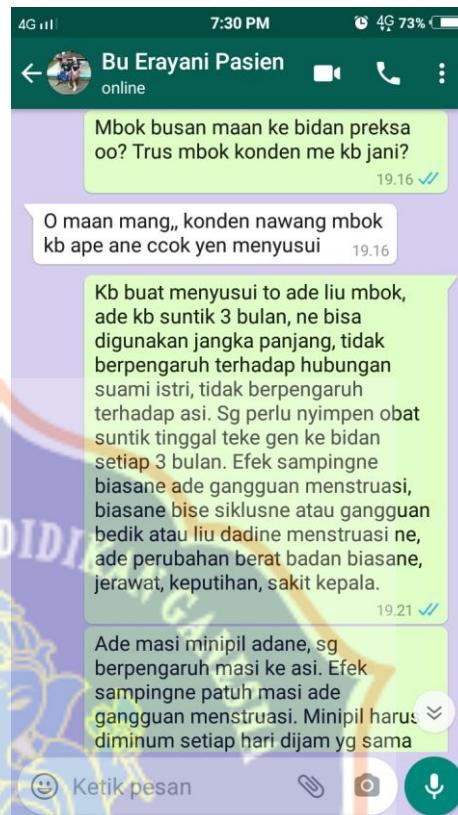 4G 7:30 PM 4G 73%
Bu Erayani Pasien
online
Mbok busan maan ke bidan preksa
oo? Trus mbok konden me kb jani?
19.16
O maan mang,, konden nawang mbok
kb ape ane ccok yen menyusui 19.16
Kb buat menyusui to ade liu mbok,
ade kb suntik 3 bulan, ne bisa
digunakan jangka panjang, tidak
berpengaruh terhadap hubungan
suami istri, tidak berpengaruh
terhadap asi. Sg perlu nyimpen obat
suntik tinggal teke gen ke bidan
setiap 3 bulan. Efek sampingne
biasane ade gangguan menstruasi,
biasane bise siklusne atau gangguan
bedik atau liu dadine menstruasi ne,
ade perubahan berat badan biasane,
jerawat, keputihan, sakit kepala.
19.21
Ade masi minipil adane, sg
berpengaruh masi ke asi. Efek
sampingne patuh masi ade
gangguan menstruasi. Minipil harus
diminum setiap hari dijam yg sama
Ketik pesan